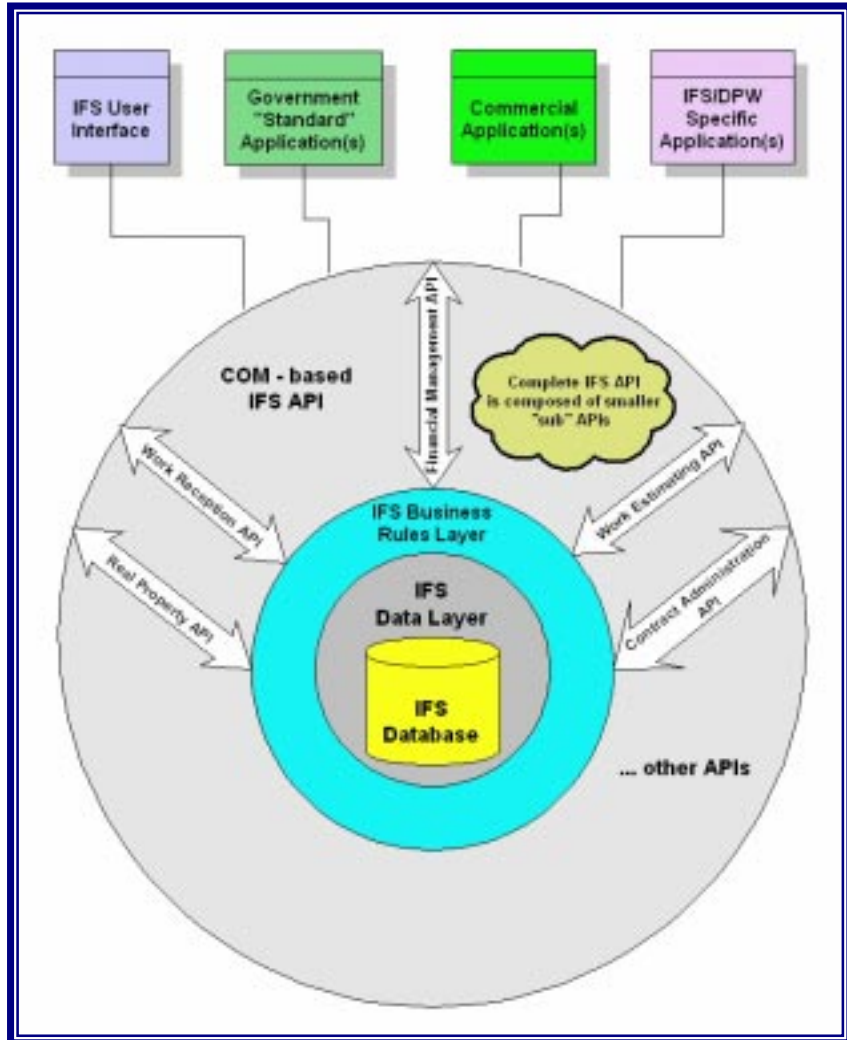 IFS User
Interface
Government
"Standard"
Application(s)
Commercial
Application(s)
IFS/DPW
Specific
Application(s)
COM - based
IFS API
Financial Management API
Complete IFS API
is composed of smaller
"sub" APIs
Work Reception API
Work Estimating API
Real Property API
Contract Administration
API
IFS Business
Rules Layer
IFS
Data Layer
IFS
Database
... other APIs